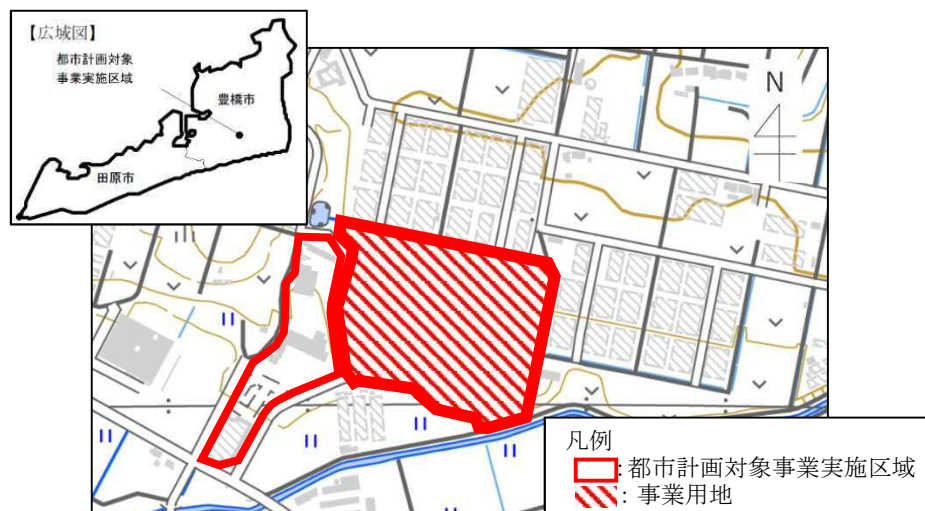 【広域図】
都市計画対象
事業実施区域
豊橋市
田原市
N
凡例
: 都市計画対象事業実施区域
: 事業用地